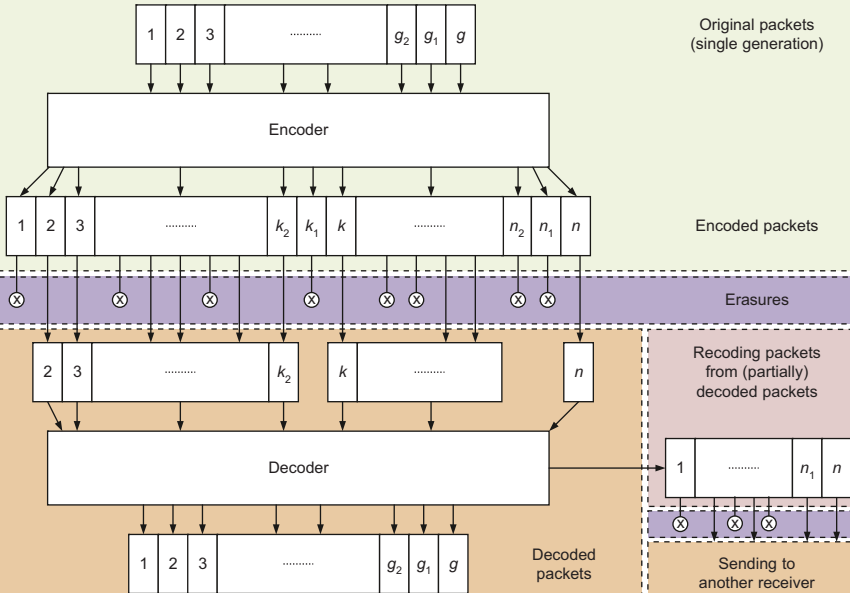 1 2 3 .......... g₂ g₁ g
Original packets
(single generation)
Encoder
1 2 3 .......... k₂ k₁ k .......... n₂ n₁ n
Encoded packets
X X X X X X X X
Erasures
2 3 .......... k₂ k .......... n
Recoding packets
from (partially)
decoded packets
Decoder
1 .......... n₁ n
X X X
1 2 3 .......... g₂ g₁ g
Decoded
packets
Sending to
another receiver